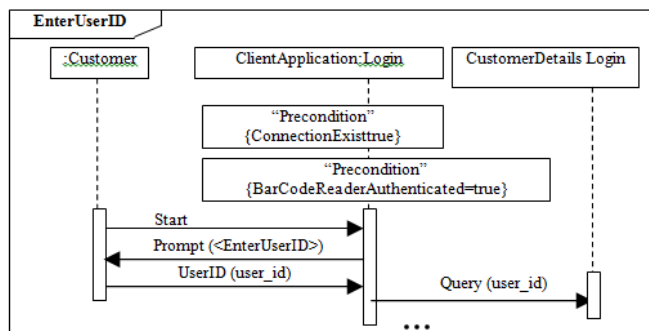 EnterUserID
:Customer
ClientApplication:Login
CustomerDetails Login
“Precondition”
{ConnectionExisttrue}
“Precondition”
{BarCodeReaderAuthenticated=true}
Start
Prompt (<EnterUserID>)
UserID (user_id)
Query (user_id)
...